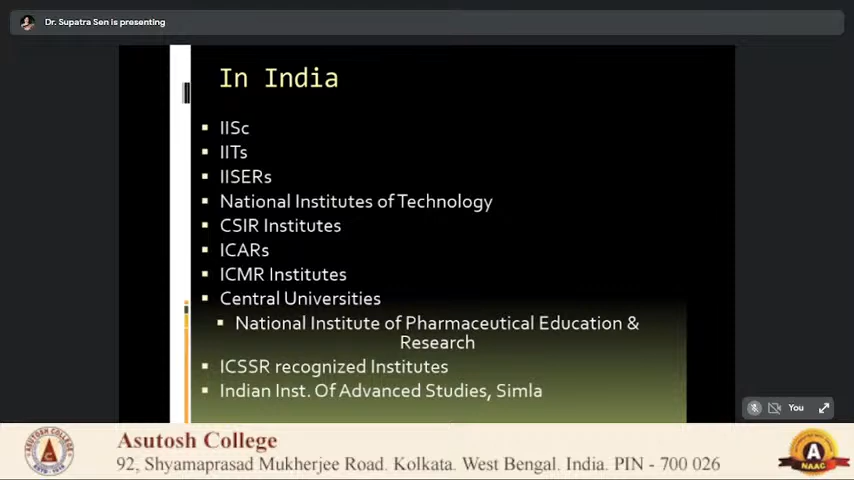 Dr. Supatra Sen is presenting
In India
IISc
IITs
IISERs
National Institutes of Technology
CSIR Institutes
ICARs
ICMR Institutes
Central Universities
National Institute of Pharmaceutical Education &
Research
ICSSR recognized Institutes
Indian Inst. Of Advanced Studies, Simla
You
ASUTOSH COLLEGE
Asutosh College
92, Shyamaprasad Mukherjee Road. Kolkata. West Bengal. India. PIN - 700 026
A
NAAC